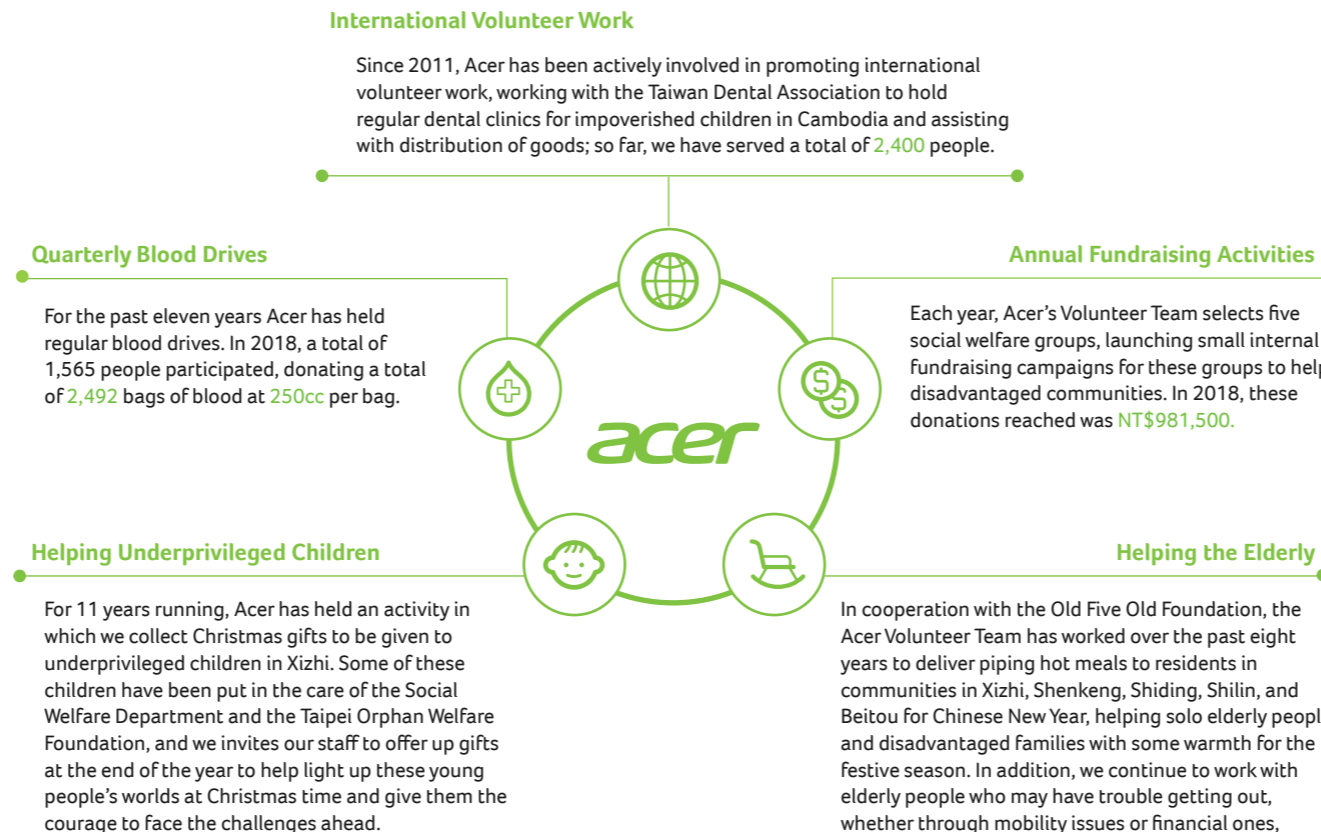 International Volunteer Work
Since 2011, Acer has been actively involved in promoting international
volunteer work, working with the Taiwan Dental Association to hold
regular dental clinics for impoverished children in Cambodia and assisting
with distribution of goods; so far, we have served a total of 2,400 people.
Quarterly Blood Drives
For the past eleven years Acer has held
regular blood drives. In 2018, a total of
1,565 people participated, donating a total
of 2,492 bags of blood at 250cc per bag.
Annual Fundraising Activities
Each year, Acer's Volunteer Team selects five
social welfare groups, launching small internal
fundraising campaigns for these groups to help
disadvantaged communities. In 2018, these
donations reached was NT$981,500.
acer
Helping Underprivileged Children
For 11 years running, Acer has held an activity in
which we collect Christmas gifts to be given to
underprivileged children in Xizhi. Some of these
children have been put in the care of the Social
Welfare Department and the Taipei Orphan Welfare
Foundation, and we invites our staff to offer up gifts
at the end of the year to help light up these young
people's worlds at Christmas time and give them the
courage to face the challenges ahead.
Helping the Elderly
In cooperation with the Old Five Old Foundation, the
Acer Volunteer Team has worked over the past eight
years to deliver piping hot meals to residents in
communities in Xizhi, Shenkeng, Shiding, Shilin, and
Beitou for Chinese New Year, helping solo elderly peopl
and disadvantaged families with some warmth for the
festive season. In addition, we continue to work with
elderly people who may have trouble getting out,
whether through mobility issues or financial ones,